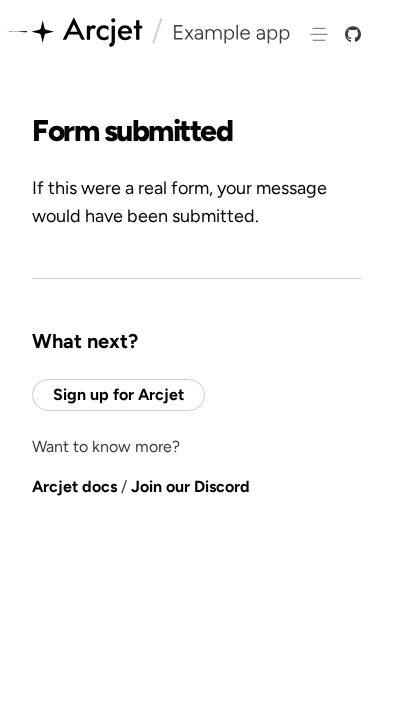 Arcjet / Example app
Form submitted
If this were a real form, your message
would have been submitted.
What next?
Sign up for Arcjet
Want to know more?
Arcjet docs / Join our Discord